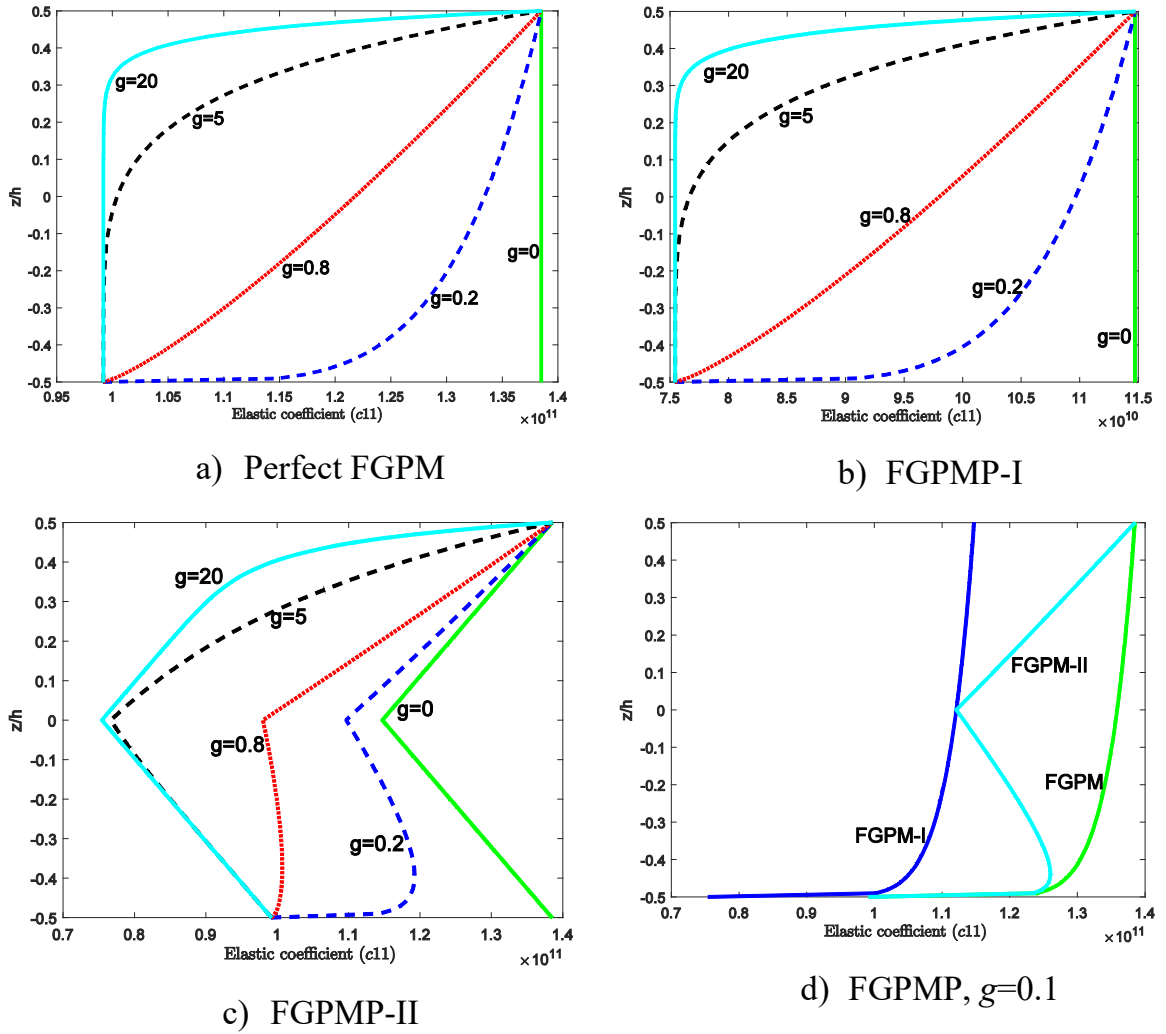 0.5
0.4
0.3
0.2
0.1
0
-0.1
-0.2
-0.3
-0.4
-0.5
z/h
g=20
g=5
g=0.8
g=0.2
g=0
0.95 1 1.05 1.1 1.15 1.2 1.25 1.3 1.35 1.4
Elastic coefficient (c11)
×10¹¹
a) Perfect FGPM
0.5
0.4
0.3
0.2
0.1
0
-0.1
-0.2
-0.3
-0.4
-0.5
z/h
g=20
g=5
g=0.8
g=0.2
g=0
7.5 8 8.5 9 9.5 10 10.5 11 11.5
Elastic coefficient (c11)
×10¹⁰
b) FGPMP-I
0.5
0.4
0.3
0.2
0.1
0
-0.1
-0.2
-0.3
-0.4
-0.5
z/h
g=20
g=5
g=0
g=0.8
g=0.2
0.7 0.8 0.9 1 1.1 1.2 1.3 1.4
Elastic coefficient (c11)
×10¹¹
c) FGPMP-II
0.5
0.4
0.3
0.2
0.1
0
-0.1
-0.2
-0.3
-0.4
-0.5
z/h
FGPM-II
FGPM
FGPM-I
0.7 0.8 0.9 1 1.1 1.2 1.3 1.4
Elastic coefficient (c11)
×10¹¹
d) FGPMP, g=0.1